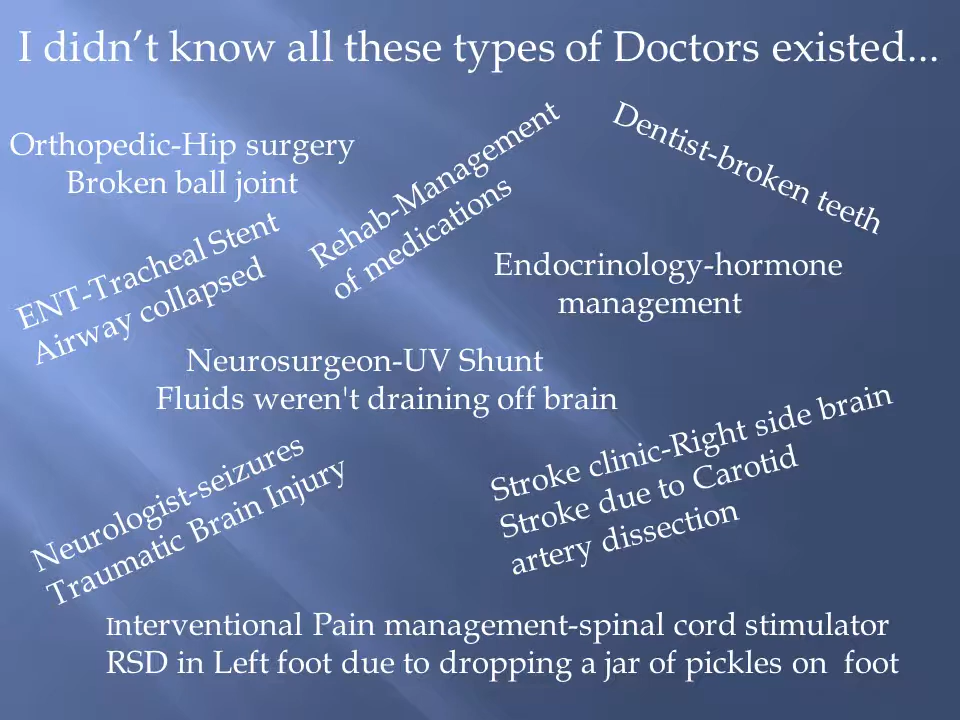 I didn’t know all these types of Doctors existed...
Orthopedic-Hip surgery
Broken ball joint
Rehab-Management
of medications
Dentist-broken teeth
ENT-Tracheal Stent
Airway collapsed
Endocrinology-hormone
management
Neurosurgeon-UV Shunt
Fluids weren't draining off brain
Neurologist-seizures
Traumatic Brain Injury
Stroke clinic-Right side brain
Stroke due to Carotid
artery dissection
Interventional Pain management-spinal cord stimulator
RSD in Left foot due to dropping a jar of pickles on foot